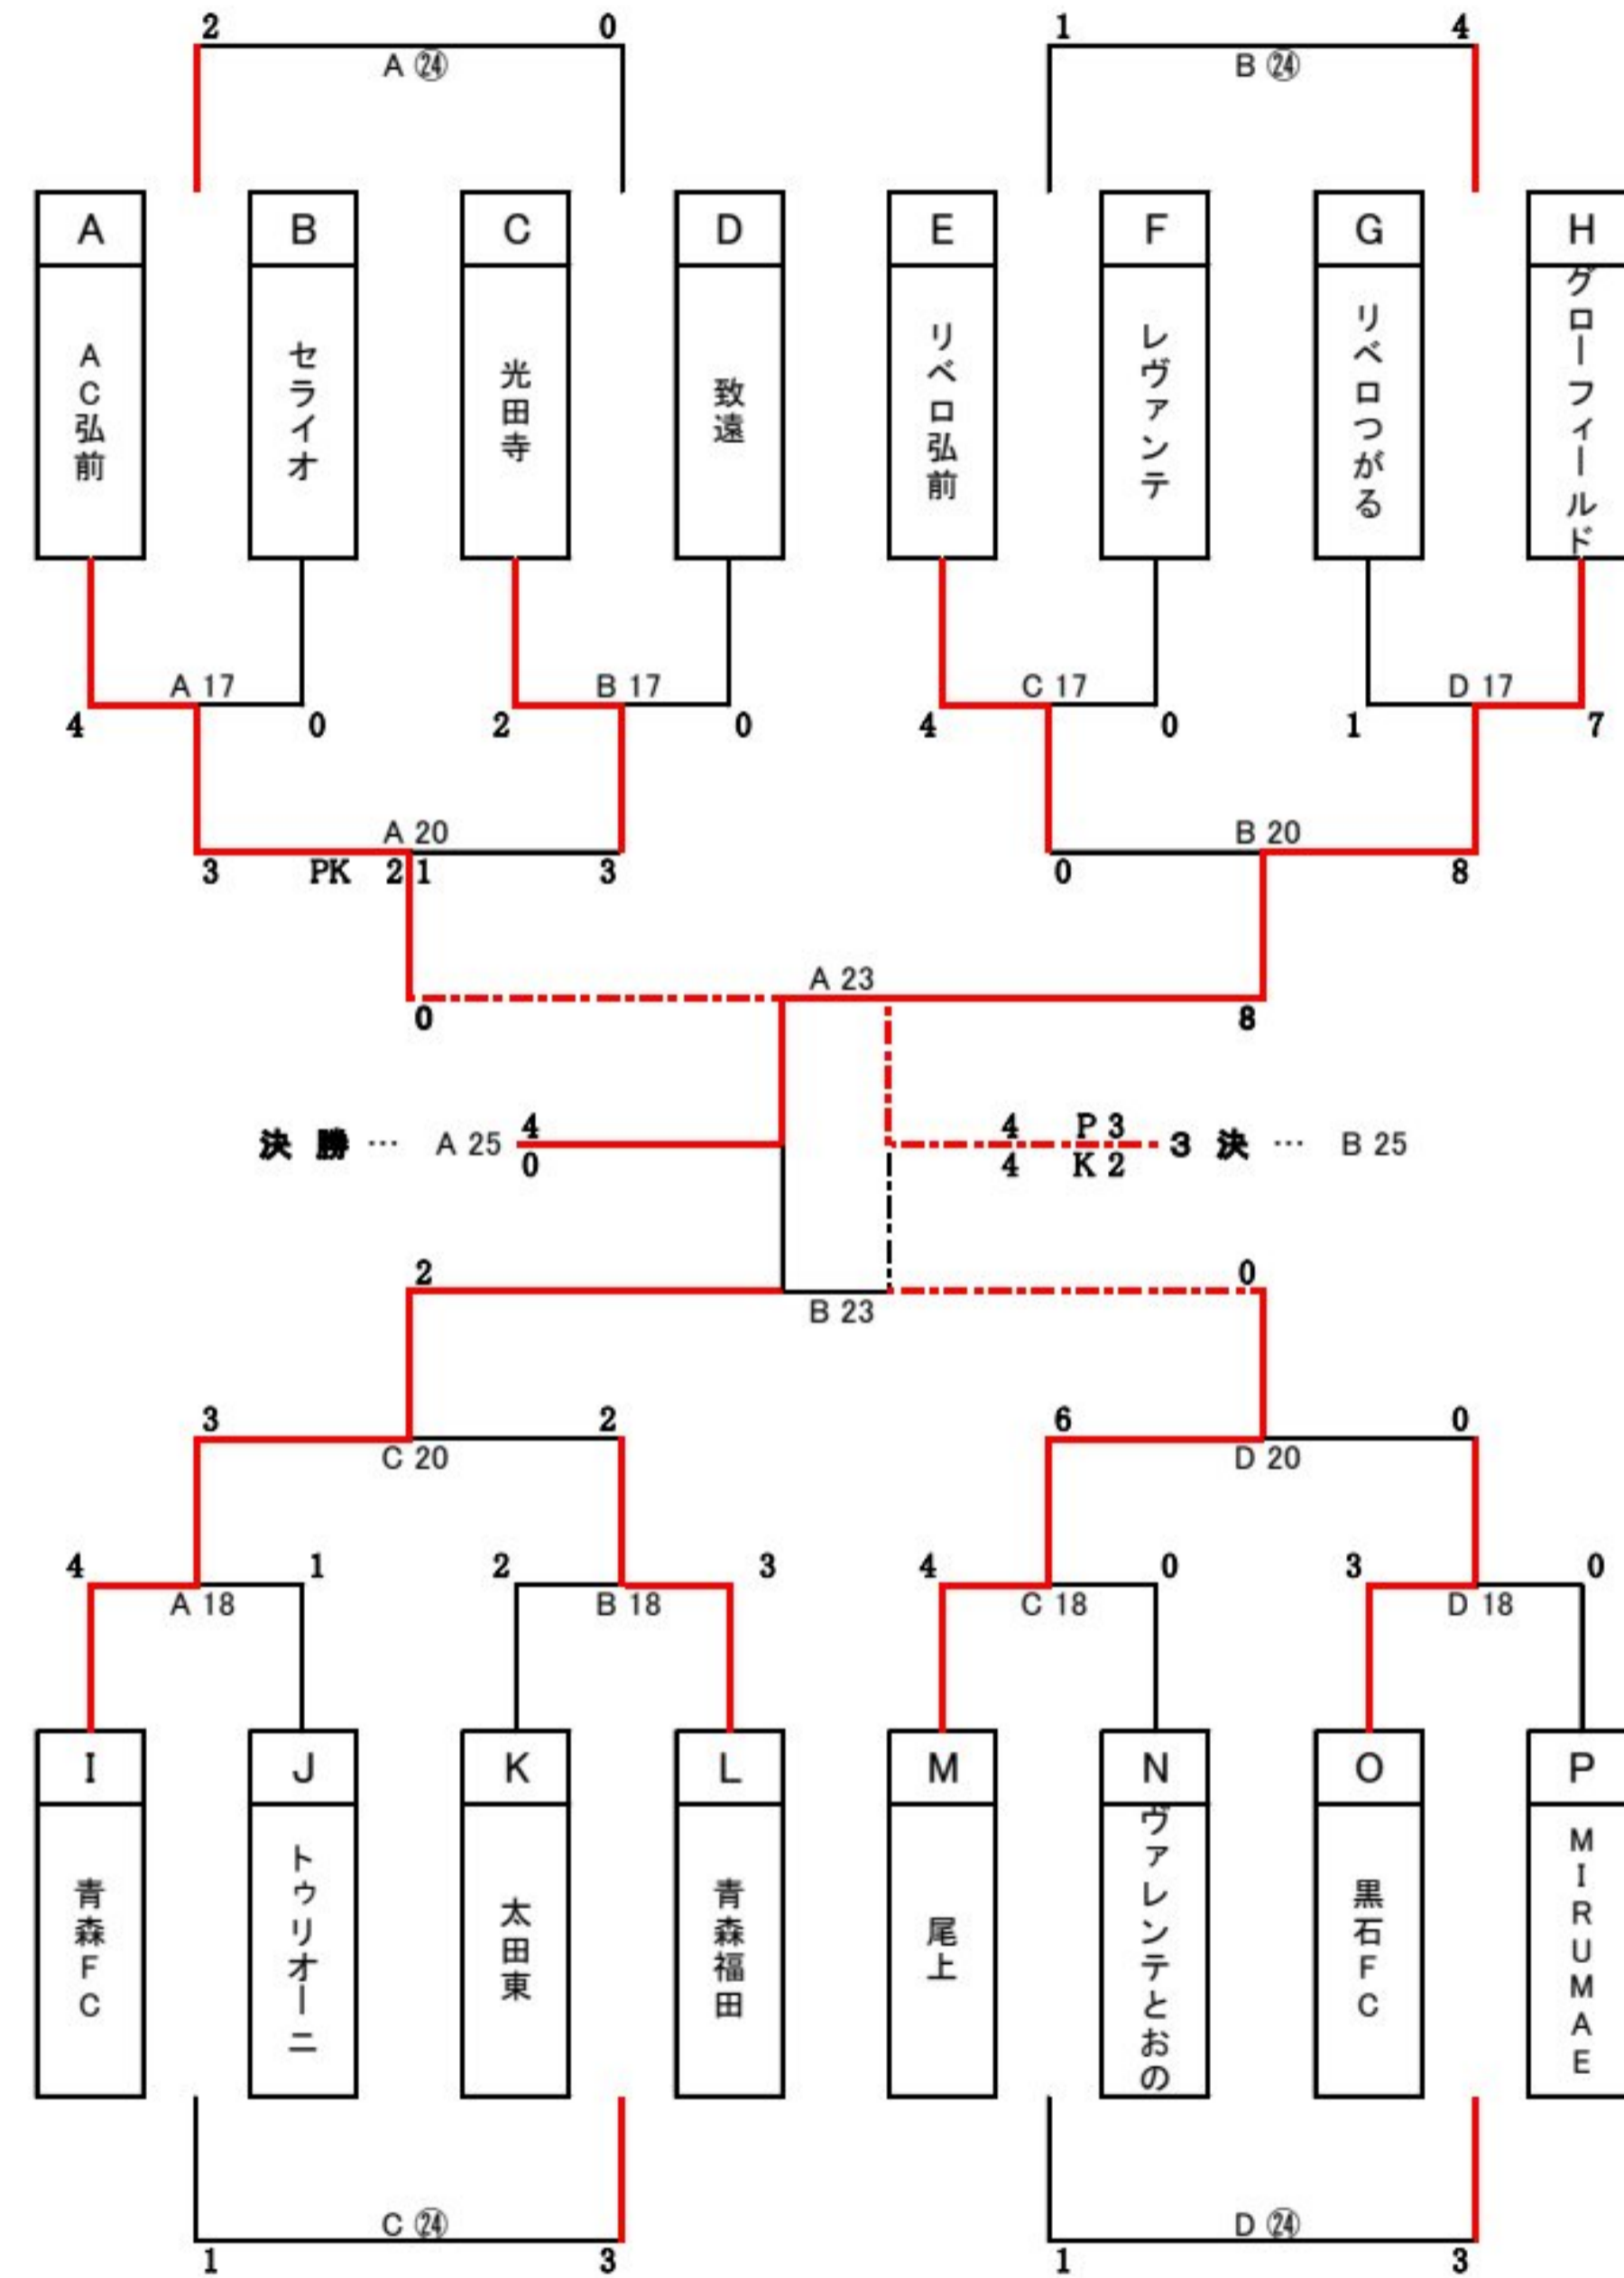 2 0 1 4
A ㉔ B ㉔
A B C D E F G H
AC弘前
セライオ
光田寺
致遠
リベロ弘前
レヴァンテ
リベロつがる
グローフィールド
A 17 B 17 C 17 D 17
4 0 2 0 4 0 1 7
A 20 B 20
3 PK 2 1 3 0 8
A 23
0 8
決 勝 … A 25 4 0
4 P 3
4 K 2
3 決 … B 25
2 0
B 23
3 2 6 0
C 20 D 20
4 1 2 3 4 0 3 0
A 18 B 18 C 18 D 18
I J K L M N O P
青森FC
トゥリオーニ
太田東
青森福田
尾上
ヴァレンテとおの
黒石FC
MIRUMAE
C ㉔ D ㉔
1 3 1 3